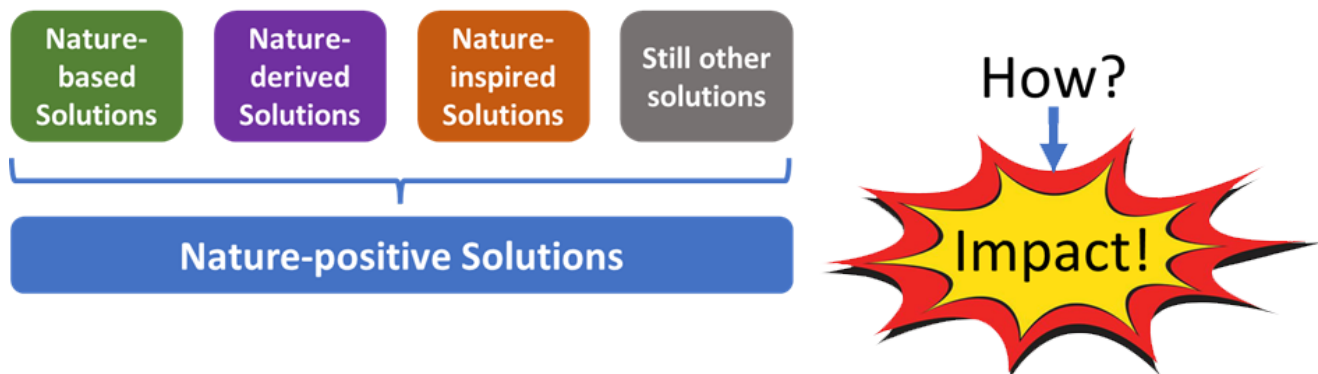 Nature-
based
Solutions
Nature-
derived
Solutions
Nature-
inspired
Solutions
Still other
solutions
Nature-positive Solutions
How?
Impact!